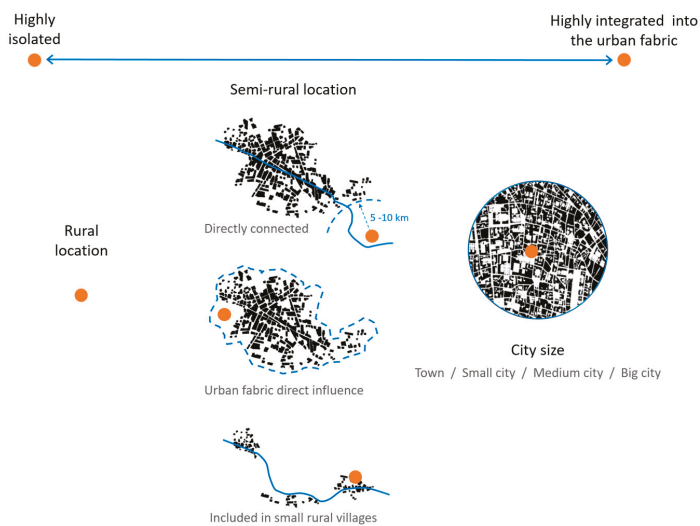 Highly
isolated
Highly integrated into
the urban fabric
Semi-rural location
5 -10 km
Directly connected
Rural
location
Urban fabric direct influence
City size
Town / Small city / Medium city / Big city
Included in small rural villages